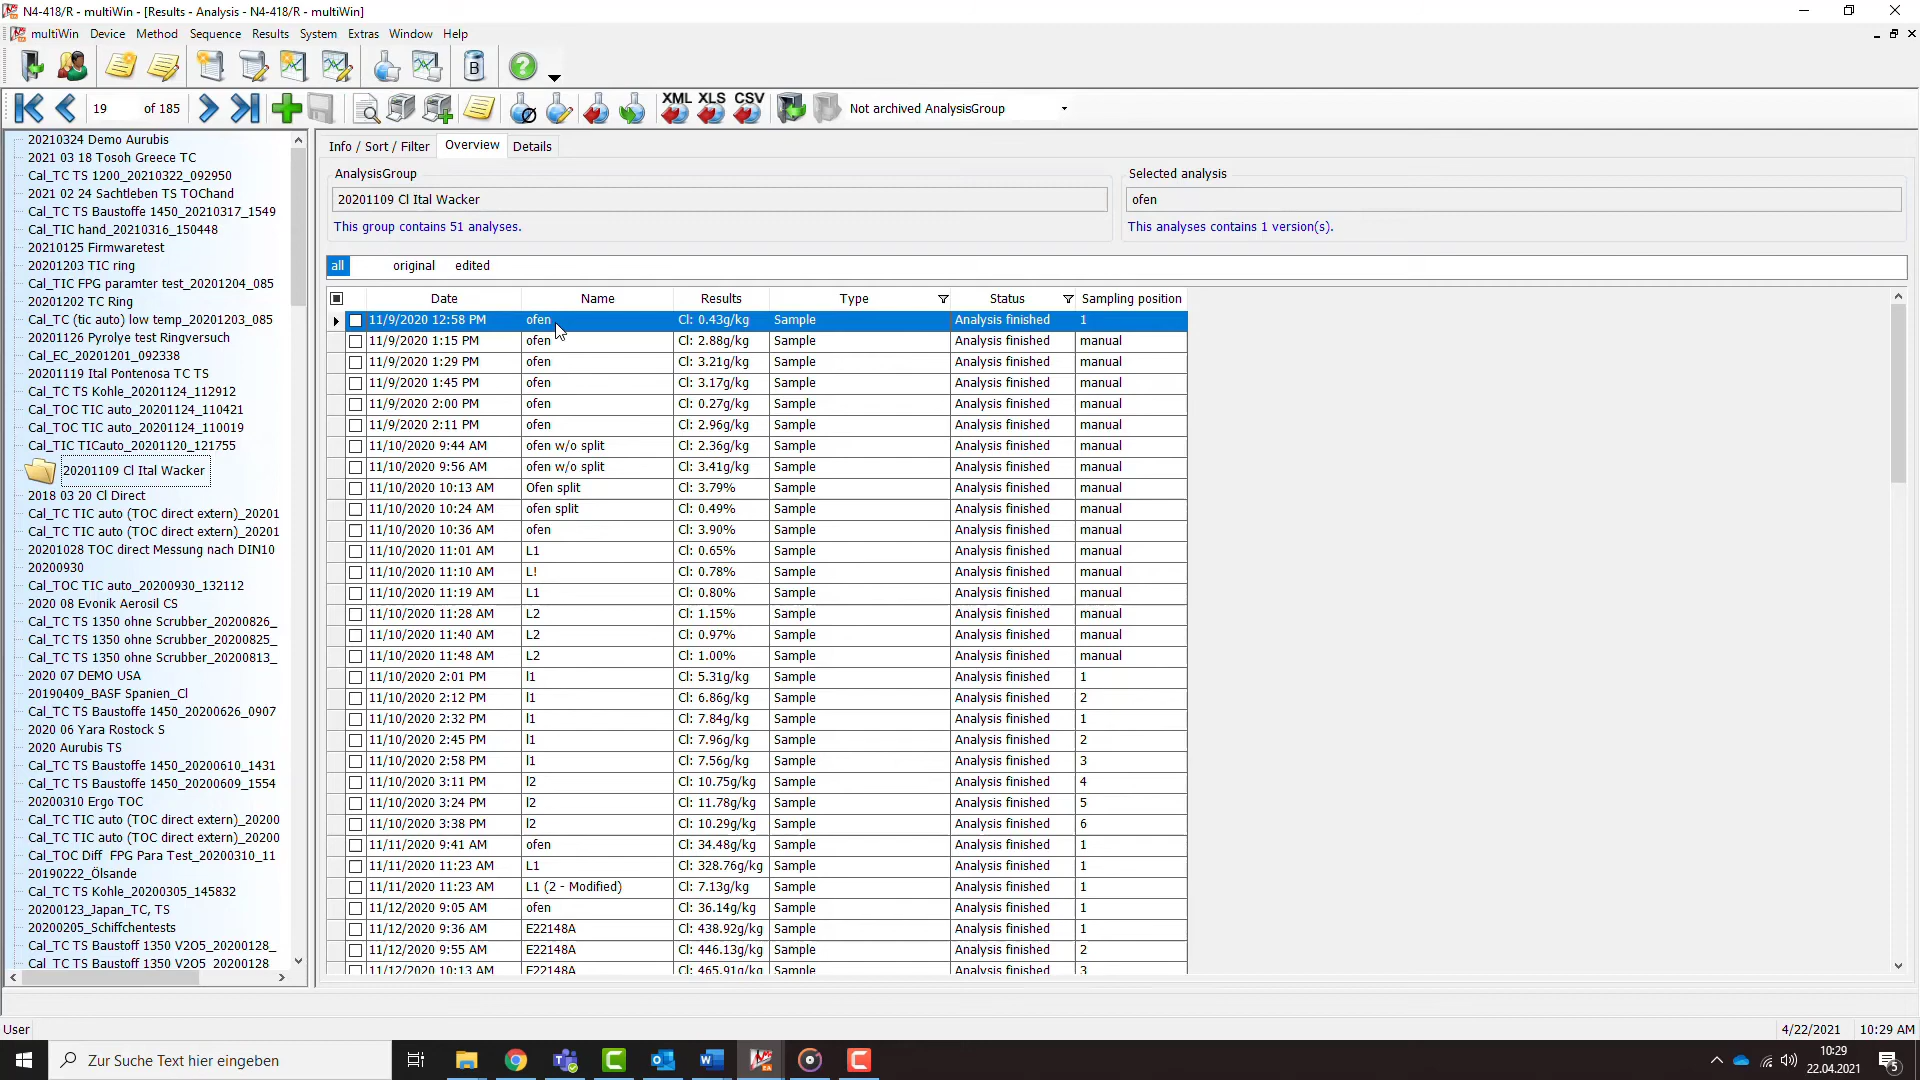 N4-418/R - multiWin - [Results - Analysis - N4-418/R - multiWin]
multiWin Device Method Sequence Results System Extras Window Help
B ?
19 of 185 XML XLS CSV Not archived AnalysisGroup
20210324 Demo Aurubis
2021 03 18 Tosoh Greece TC
Cal_TC TS 1200_20210322_092950
2021 02 24 Sachtleben TS TOChand
Cal_TC TS Baustoffe 1450_20210317_1549
Cal_TIC hand_20210316_150448
20210125 Firmwaretest
20201203 TIC ring
Cal_TIC FPG paramter test_20201204_085
20201202 TC Ring
Cal_TC (tic auto) low temp_20201203_085
20201126 Pyrolye test Ringversuch
Cal_EC_20201201_092338
20201119 Ital Pontenosa TC TS
Cal_TC TS Kohle_20201124_112912
Cal_TOC TIC auto_20201124_110421
Cal_TOC TIC auto_20201124_110019
Cal_TIC TICauto_20201120_121755
20201109 Cl Ital Wacker
2018 03 20 Cl Direct
Cal_TC TIC auto (TOC direct extern)_20201
Cal_TC TIC auto (TOC direct extern)_20201
20201028 TOC direct Messung nach DIN10
20200930
Cal_TOC TIC auto_20200930_132112
2020 08 Evonik Aerosil CS
Cal_TC TS 1350 ohne Scrubber_20200826_
Cal_TC TS 1350 ohne Scrubber_20200825_
Cal_TC TS 1350 ohne Scrubber_20200813_
2020 07 DEMO USA
20190409_BASF Spanien_Cl
Cal_TC TS Baustoffe 1450_20200626_0907
2020 06 Yara Rostock S
2020 Aurubis TS
Cal_TC TS Baustoffe 1450_20200610_1431
Cal_TC TS Baustoffe 1450_20200609_1554
20200310 Ergo TOC
Cal_TC TIC auto (TOC direct extern)_20200
Cal_TC TIC auto (TOC direct extern)_20200
Cal_TOC Diff FPG Para Test_20200310_11
20190222_Ölsande
Cal_TC TS Kohle_20200305_145832
20200123_Japan_TC, TS
20200205_Schiffchentests
Cal_TC TS Baustoff 1350 V2O5_20200128_
Cal TC TS Baustoff 1350 V2O5 20200128
Info / Sort / Filter Overview Details
AnalysisGroup Selected analysis
20201109 Cl Ital Wacker ofen
This group contains 51 analyses. This analyses contains 1 version(s).
all original edited
Date Name Results Type Status Sampling position
11/9/2020 12:58 PM ofen Cl: 0.43g/kg Sample Analysis finished 1
11/9/2020 1:15 PM ofen Cl: 2.88g/kg Sample Analysis finished manual
11/9/2020 1:29 PM ofen Cl: 3.21g/kg Sample Analysis finished manual
11/9/2020 1:45 PM ofen Cl: 3.17g/kg Sample Analysis finished manual
11/9/2020 2:00 PM ofen Cl: 0.27g/kg Sample Analysis finished manual
11/9/2020 2:11 PM ofen Cl: 2.96g/kg Sample Analysis finished manual
11/10/2020 9:44 AM ofen w/o split Cl: 2.36g/kg Sample Analysis finished manual
11/10/2020 9:56 AM ofen w/o split Cl: 3.41g/kg Sample Analysis finished manual
11/10/2020 10:13 AM Ofen split Cl: 3.79% Sample Analysis finished manual
11/10/2020 10:24 AM ofen split Cl: 0.49% Sample Analysis finished manual
11/10/2020 10:36 AM ofen Cl: 3.90% Sample Analysis finished manual
11/10/2020 11:01 AM L1 Cl: 0.65% Sample Analysis finished manual
11/10/2020 11:10 AM L! Cl: 0.78% Sample Analysis finished manual
11/10/2020 11:19 AM L1 Cl: 0.80% Sample Analysis finished manual
11/10/2020 11:28 AM L2 Cl: 1.15% Sample Analysis finished manual
11/10/2020 11:40 AM L2 Cl: 0.97% Sample Analysis finished manual
11/10/2020 11:48 AM L2 Cl: 1.00% Sample Analysis finished manual
11/10/2020 2:01 PM l1 Cl: 5.31g/kg Sample Analysis finished 1
11/10/2020 2:12 PM l1 Cl: 6.86g/kg Sample Analysis finished 2
11/10/2020 2:32 PM l1 Cl: 7.84g/kg Sample Analysis finished 1
11/10/2020 2:45 PM l1 Cl: 7.96g/kg Sample Analysis finished 2
11/10/2020 2:58 PM l1 Cl: 7.56g/kg Sample Analysis finished 3
11/10/2020 3:11 PM l2 Cl: 10.75g/kg Sample Analysis finished 4
11/10/2020 3:24 PM l2 Cl: 11.78g/kg Sample Analysis finished 5
11/10/2020 3:38 PM l2 Cl: 10.29g/kg Sample Analysis finished 6
11/11/2020 9:41 AM ofen Cl: 34.48g/kg Sample Analysis finished 1
11/11/2020 11:23 AM L1 Cl: 328.76g/kg Sample Analysis finished 1
11/11/2020 11:23 AM L1 (2 - Modified) Cl: 7.13g/kg Sample Analysis finished 1
11/12/2020 9:05 AM ofen Cl: 36.14g/kg Sample Analysis finished 1
11/12/2020 9:36 AM E22148A Cl: 438.92g/kg Sample Analysis finished 1
11/12/2020 9:55 AM E22148A Cl: 446.13g/kg Sample Analysis finished 2
11/12/2020 10:13 AM E22148A Cl: 465.91g/kg Sample Analysis finished 3
User 4/22/2021 10:29 AM
Zur Suche Text hier eingeben
10:29
22.04.2021
5